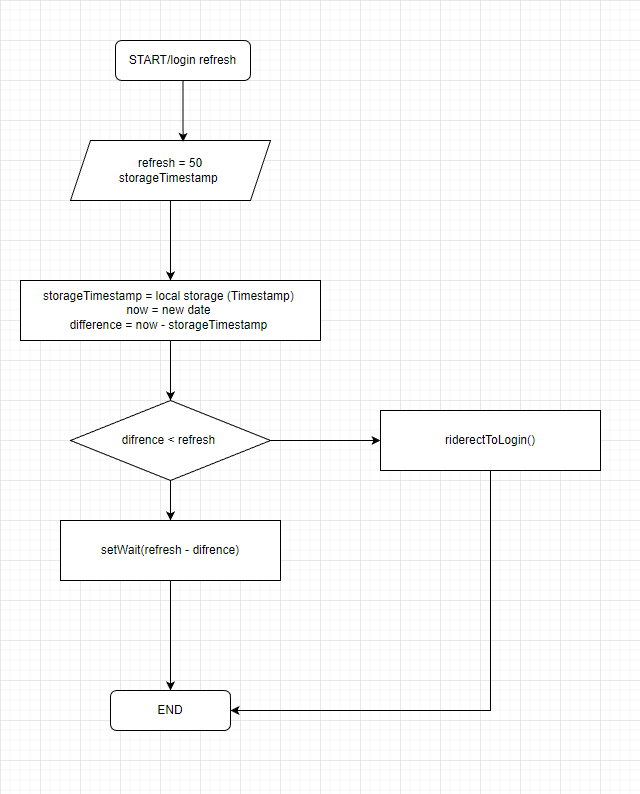 START/login refresh
refresh = 50
storageTimestamp
storageTimestamp = local storage (Timestamp)
now = new date
difference = now - storageTimestamp
difrence < refresh
riderectToLogin()
setWait(refresh - difrence)
END